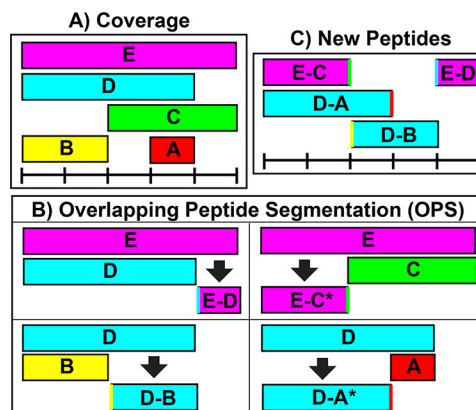 A) Coverage
E
D
C
B A
C) New Peptides
E-C E-D
D-A
D-B
B) Overlapping Peptide Segmentation (OPS)
E
D
E-D
E
C
E-C*
D
B
D-B
D
A
D-A*